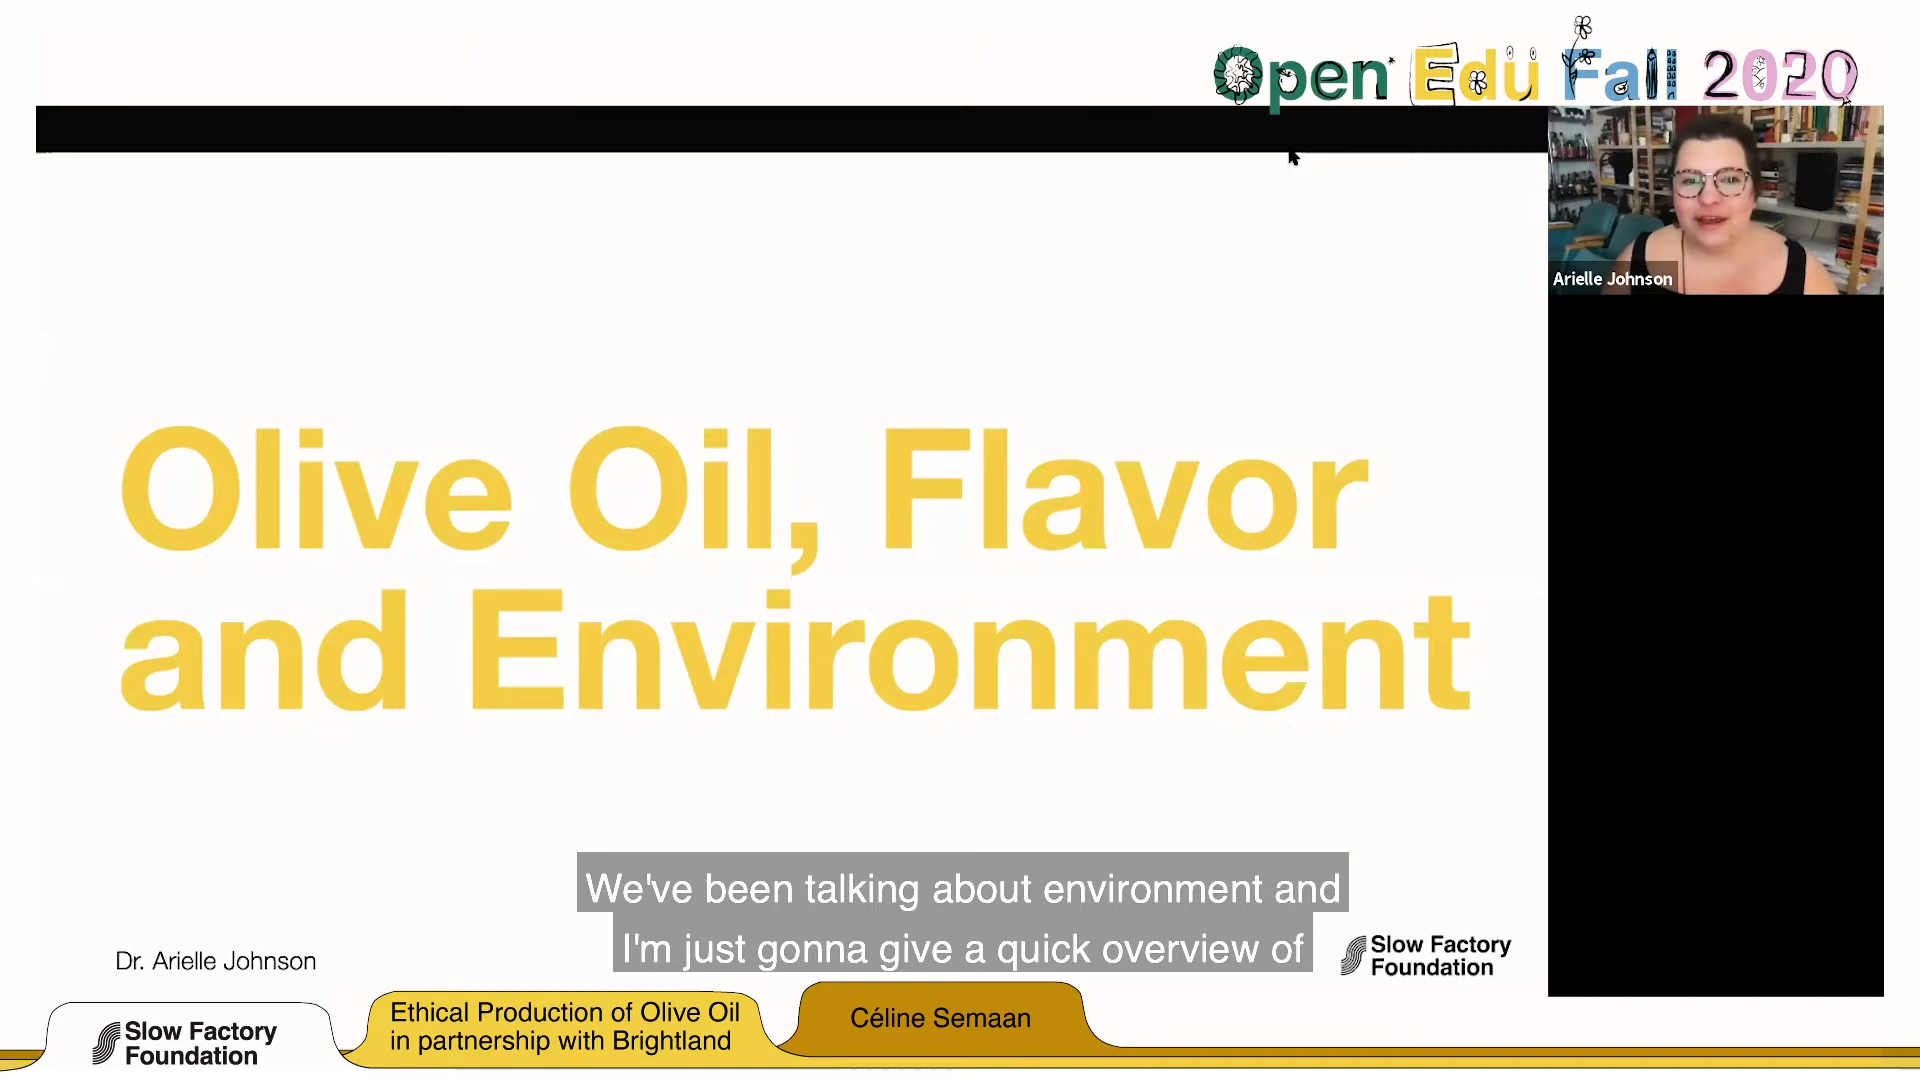 Open Edu Fall 2020
Arielle Johnson
Olive Oil, Flavor
and Environment
We've been talking about environment and
I'm just gonna give a quick overview of
Dr. Arielle Johnson
Slow Factory
Foundation
Slow Factory
Foundation
Ethical Production of Olive Oil
in partnership with Brightland
Céline Semaan